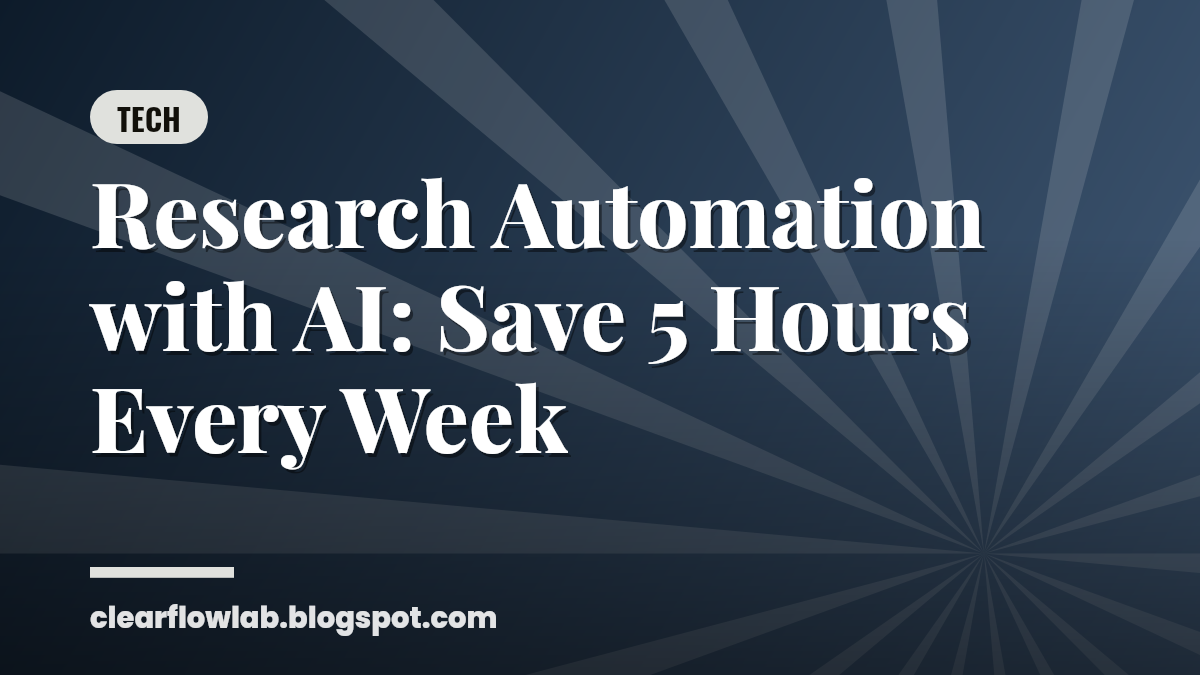 TECH
Research Automation
with AI: Save 5 Hours
Every Week
clearflowlab.blogspot.com